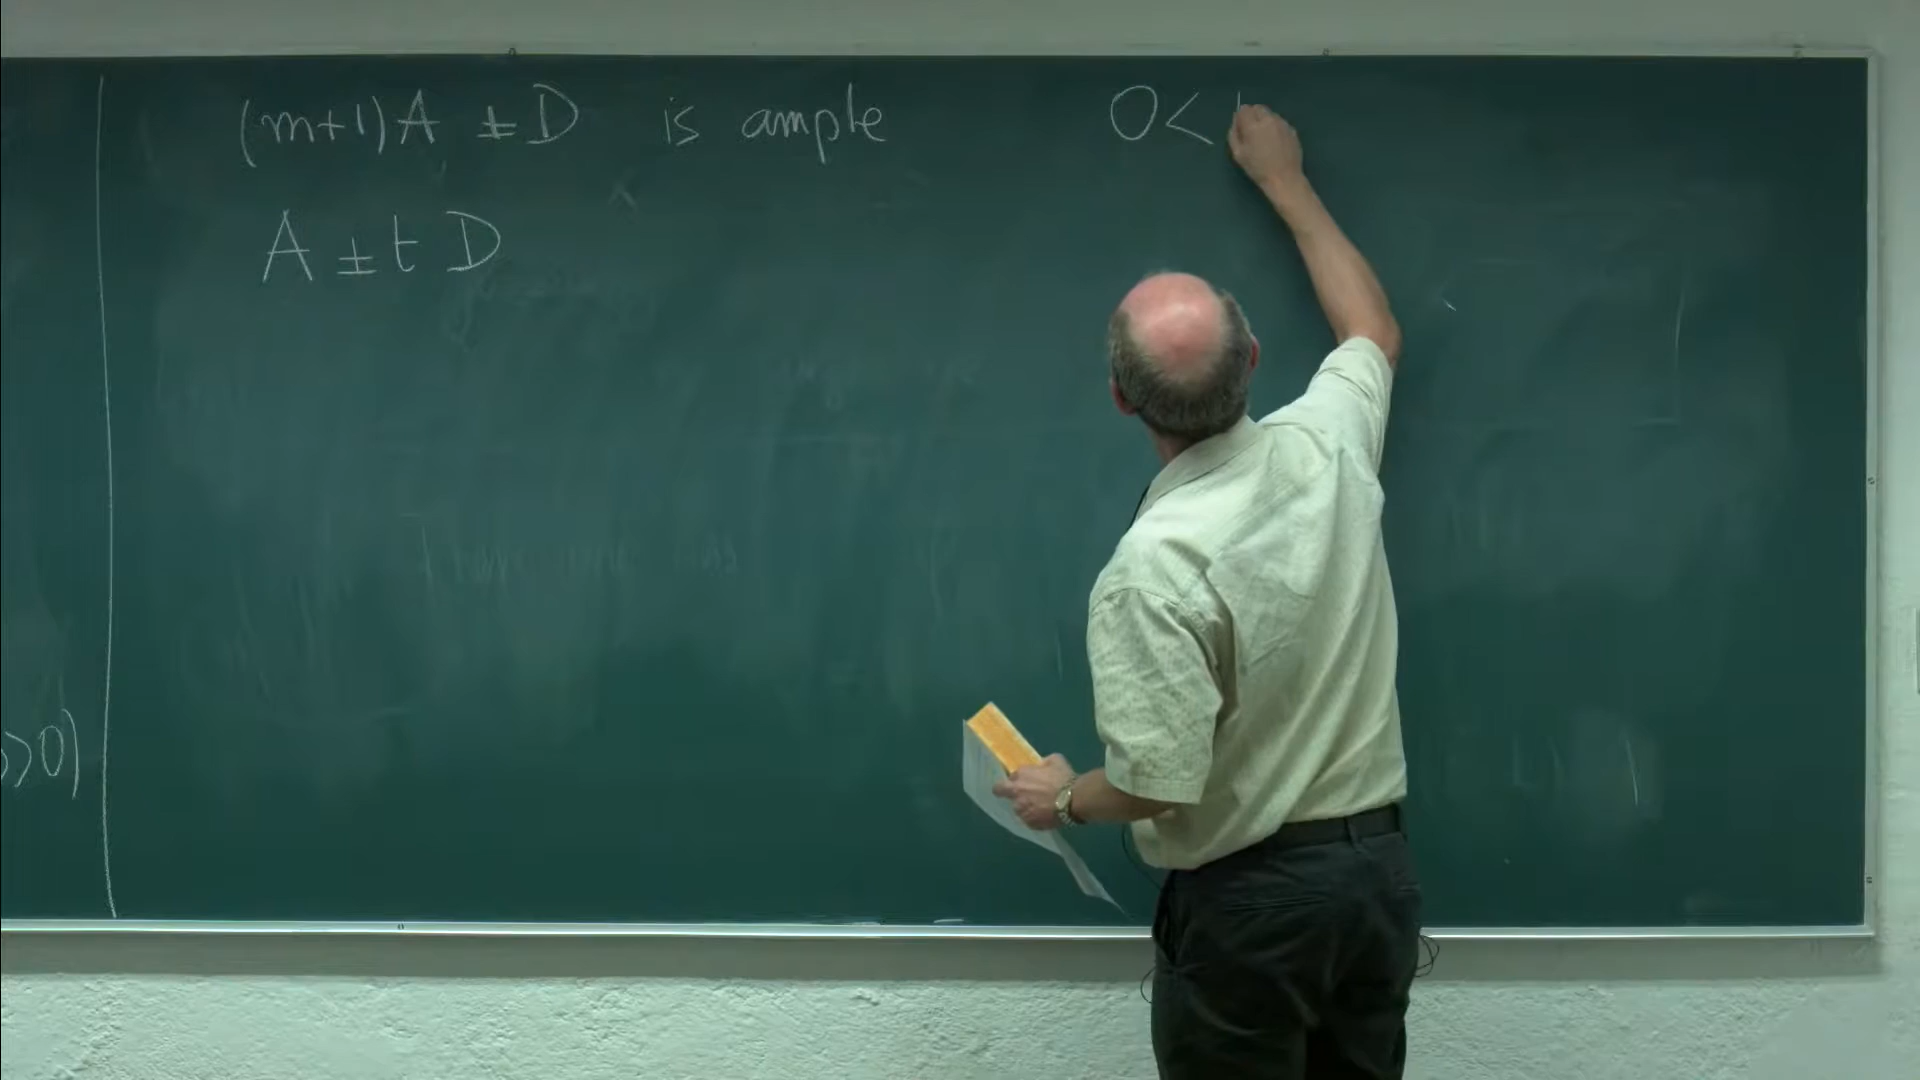 (m+1)A ± D is ample 0 <
A ± t D
>>0)